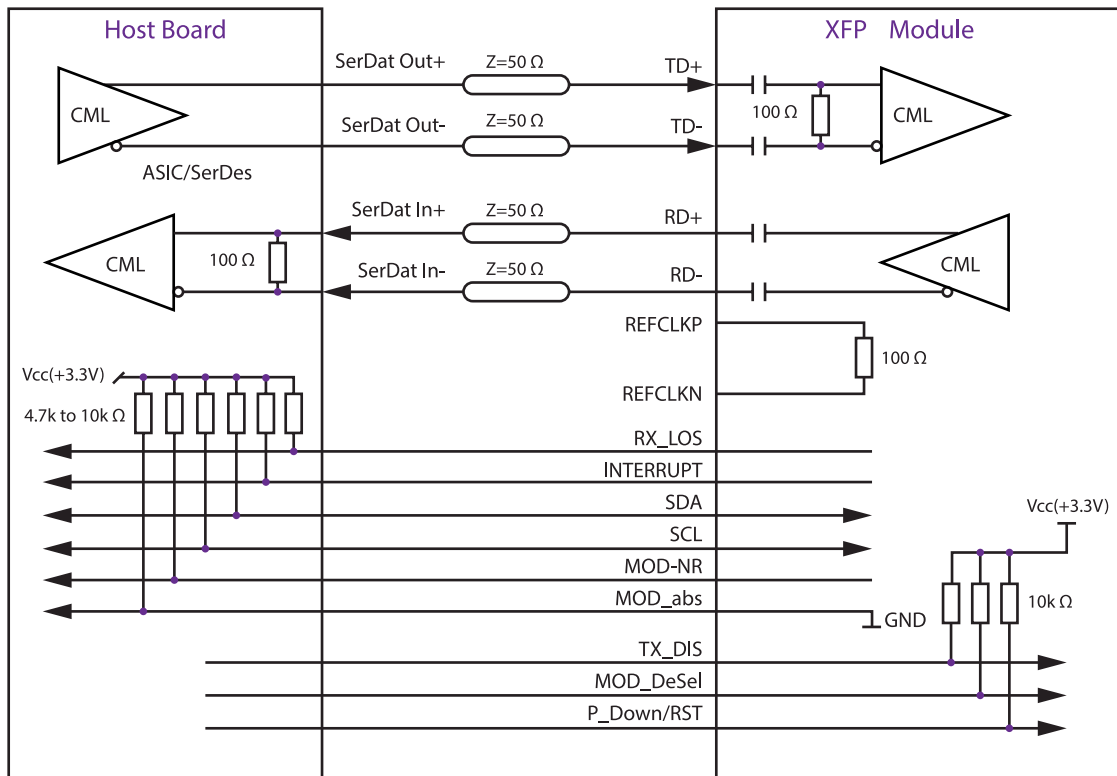 Host Board
XFP Module
SerDat Out+
Z=50 Ω
TD+
CML
100 Ω
CML
SerDat Out-
Z=50 Ω
TD-
ASIC/SerDes
SerDat In+
Z=50 Ω
RD+
CML
100 Ω
SerDat In-
Z=50 Ω
RD-
CML
REFCLKP
100 Ω
REFCLKN
Vcc(+3.3V)
4.7k to 10k Ω
RX_LOS
INTERRUPT
SDA
Vcc(+3.3V)
SCL
MOD-NR
MOD_abs
GND
10k Ω
TX_DIS
MOD_DeSel
P_Down/RST